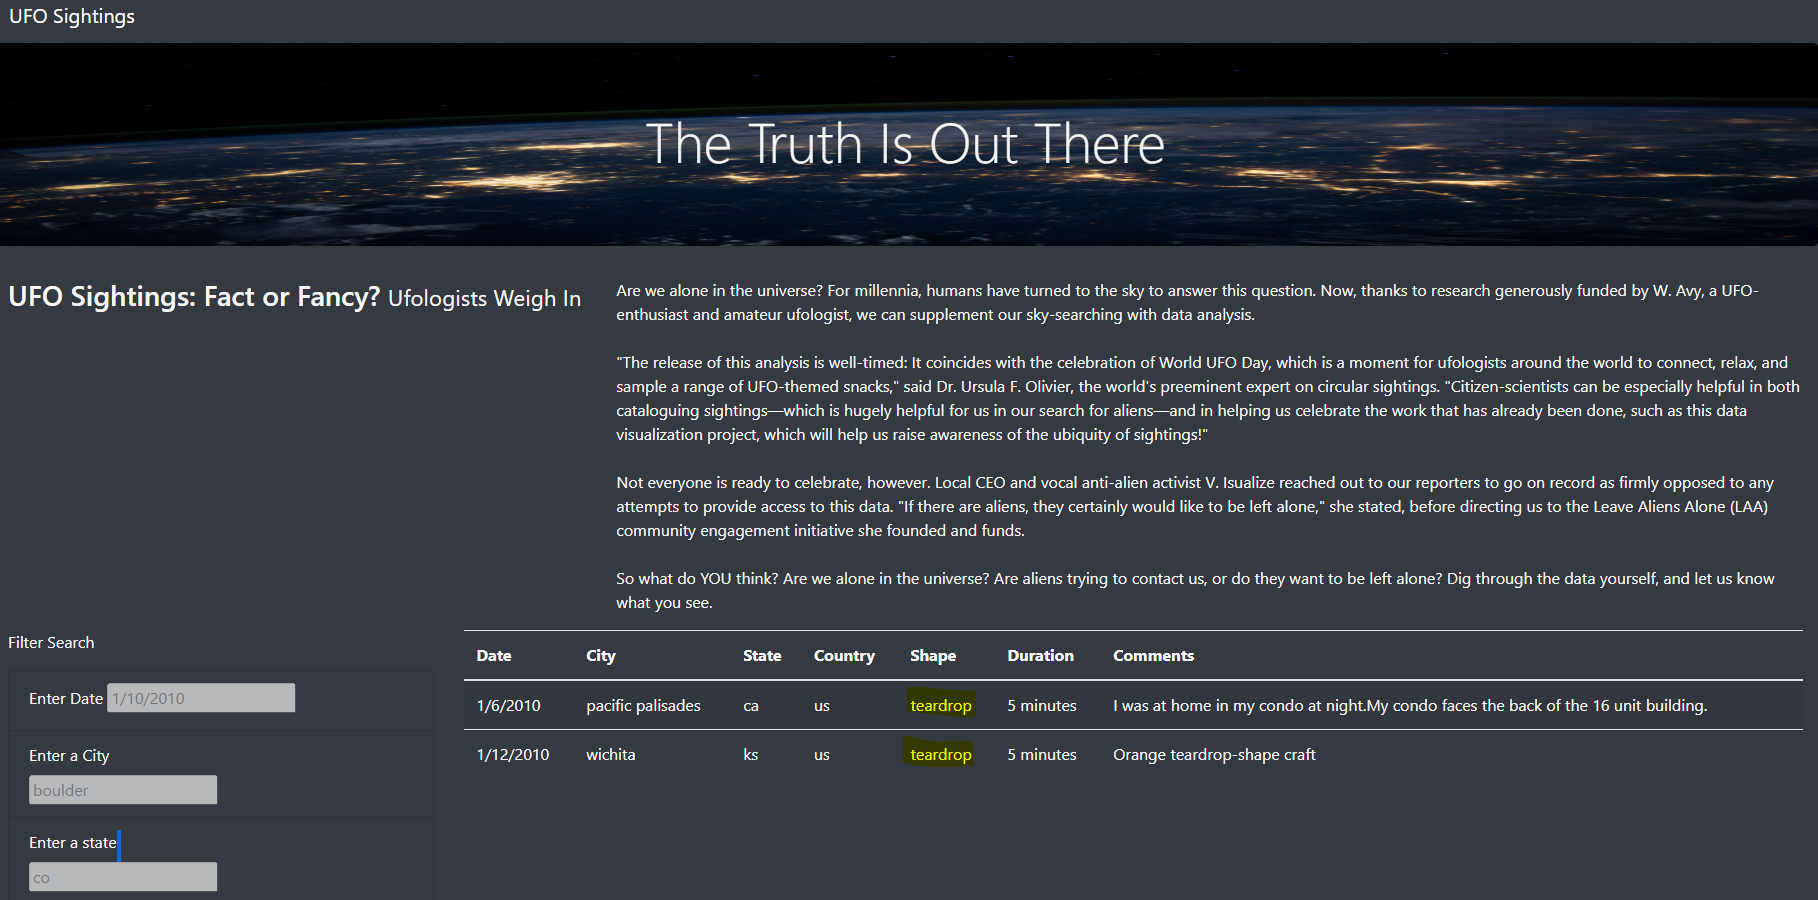 UFO Sightings
The Truth Is Out There
UFO Sightings: Fact or Fancy? Ufologists Weigh In
Are we alone in the universe? For millennia, humans have turned to the sky to answer this question. Now, thanks to research generously funded by W. Avy, a UFO-
enthusiast and amateur ufologist, we can supplement our sky-searching with data analysis.
"The release of this analysis is well-timed: It coincides with the celebration of World UFO Day, which is a moment for ufologists around the world to connect, relax, and
sample a range of UFO-themed snacks," said Dr. Ursula F. Olivier, the world's preeminent expert on circular sightings. "Citizen-scientists can be especially helpful in both
cataloguing sightings—which is hugely helpful for us in our search for aliens—and in helping us celebrate the work that has already been done, such as this data
visualization project, which will help us raise awareness of the ubiquity of sightings!"
Not everyone is ready to celebrate, however. Local CEO and vocal anti-alien activist V. Isualize reached out to our reporters to go on record as firmly opposed to any
attempts to provide access to this data. "If there are aliens, they certainly would like to be left alone," she stated, before directing us to the Leave Aliens Alone (LAA)
community engagement initiative she founded and funds.
So what do YOU think? Are we alone in the universe? Are aliens trying to contact us, or do they want to be left alone? Dig through the data yourself, and let us know
what you see.
Filter Search
Enter Date 1/10/2010
Enter a City
boulder
Enter a state
co
Date City State Country Shape Duration Comments
1/6/2010 pacific palisades ca us teardrop 5 minutes I was at home in my condo at night.My condo faces the back of the 16 unit building.
1/12/2010 wichita ks us teardrop 5 minutes Orange teardrop-shape craft